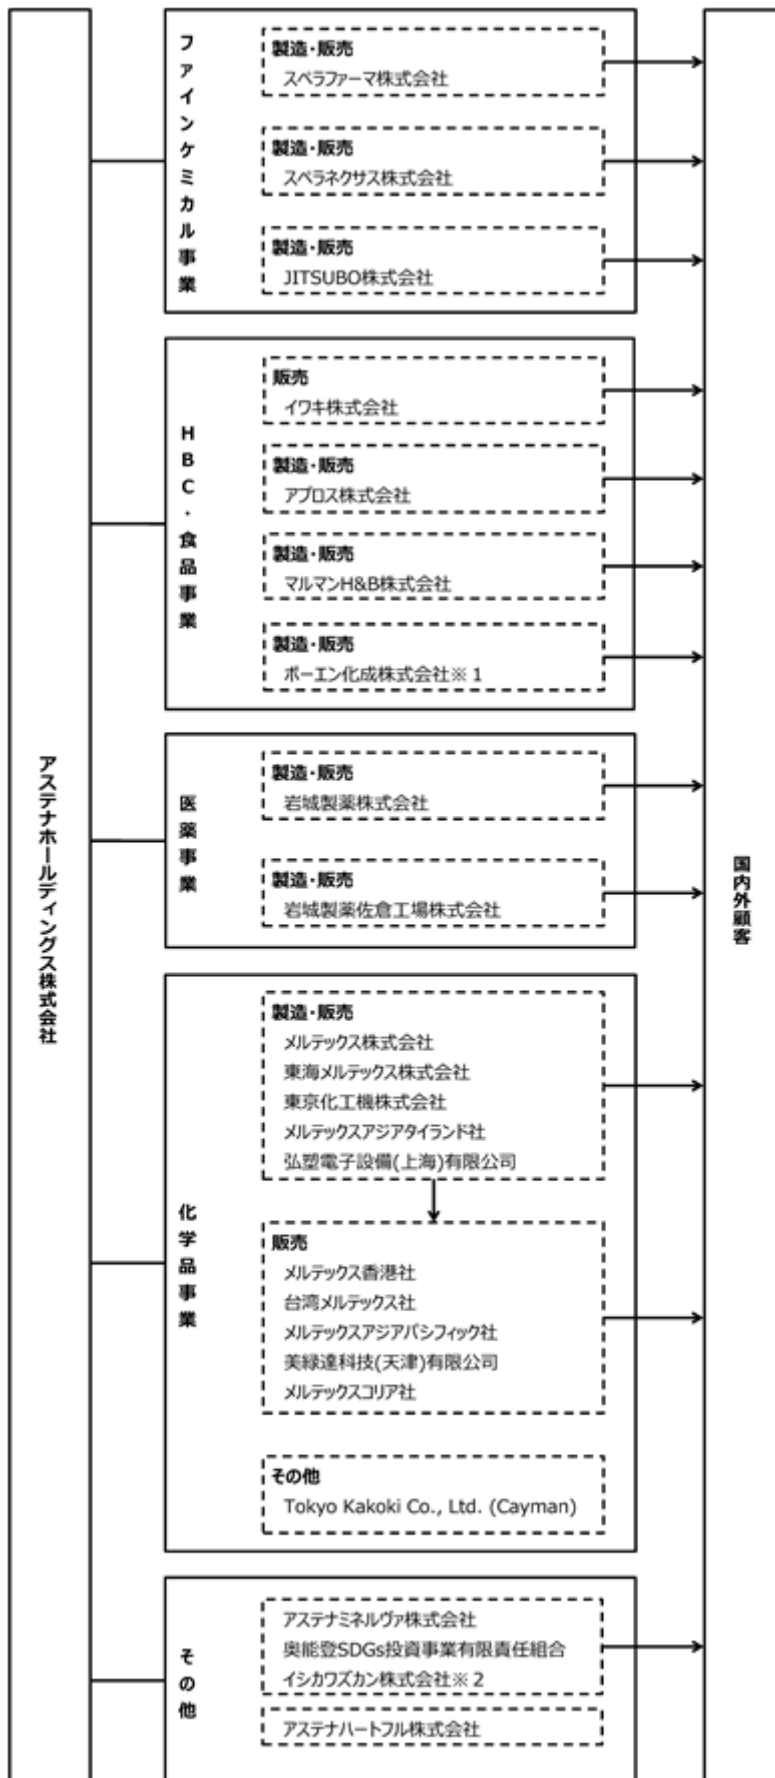 アステナホールディングス株式会社
ファインケミカル事業
製造・販売
スペラファーマ株式会社
製造・販売
スペラネクサス株式会社
製造・販売
JITSUBO株式会社
HBC・食品事業
販売
イワキ株式会社
製造・販売
アプロス株式会社
製造・販売
マルマンH&B株式会社
製造・販売
ボーエン化成株式会社※1
医薬事業
製造・販売
岩城製薬株式会社
製造・販売
岩城製薬佐倉工場株式会社
化学品事業
製造・販売
メルテックス株式会社
東海メルテックス株式会社
東京化工機株式会社
メルテックスアジアタイランド社
弘塑電子設備(上海)有限公司
販売
メルテックス香港社
台湾メルテックス社
メルテックスアジアパシフィック社
美緑達科技(天津)有限公司
メルテックスコリア社
その他
Tokyo Kakoki Co., Ltd. (Cayman)
その他
アステナミネルヴァ株式会社
奥能登SDGs投資事業有限責任組合
イシカワズカン株式会社※2
アステナハートフル株式会社
国内外顧客